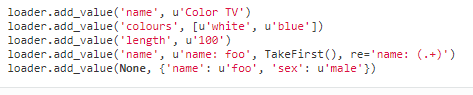 loader.add_value('name', u'Color TV')
loader.add_value('colours', [u'white', u'blue'])
loader.add_value('length', u'100')
loader.add_value('name', u'name: foo', TakeFirst(), re='name: (.+)')
loader.add_value(None, {'name': u'foo', 'sex': u'male'})